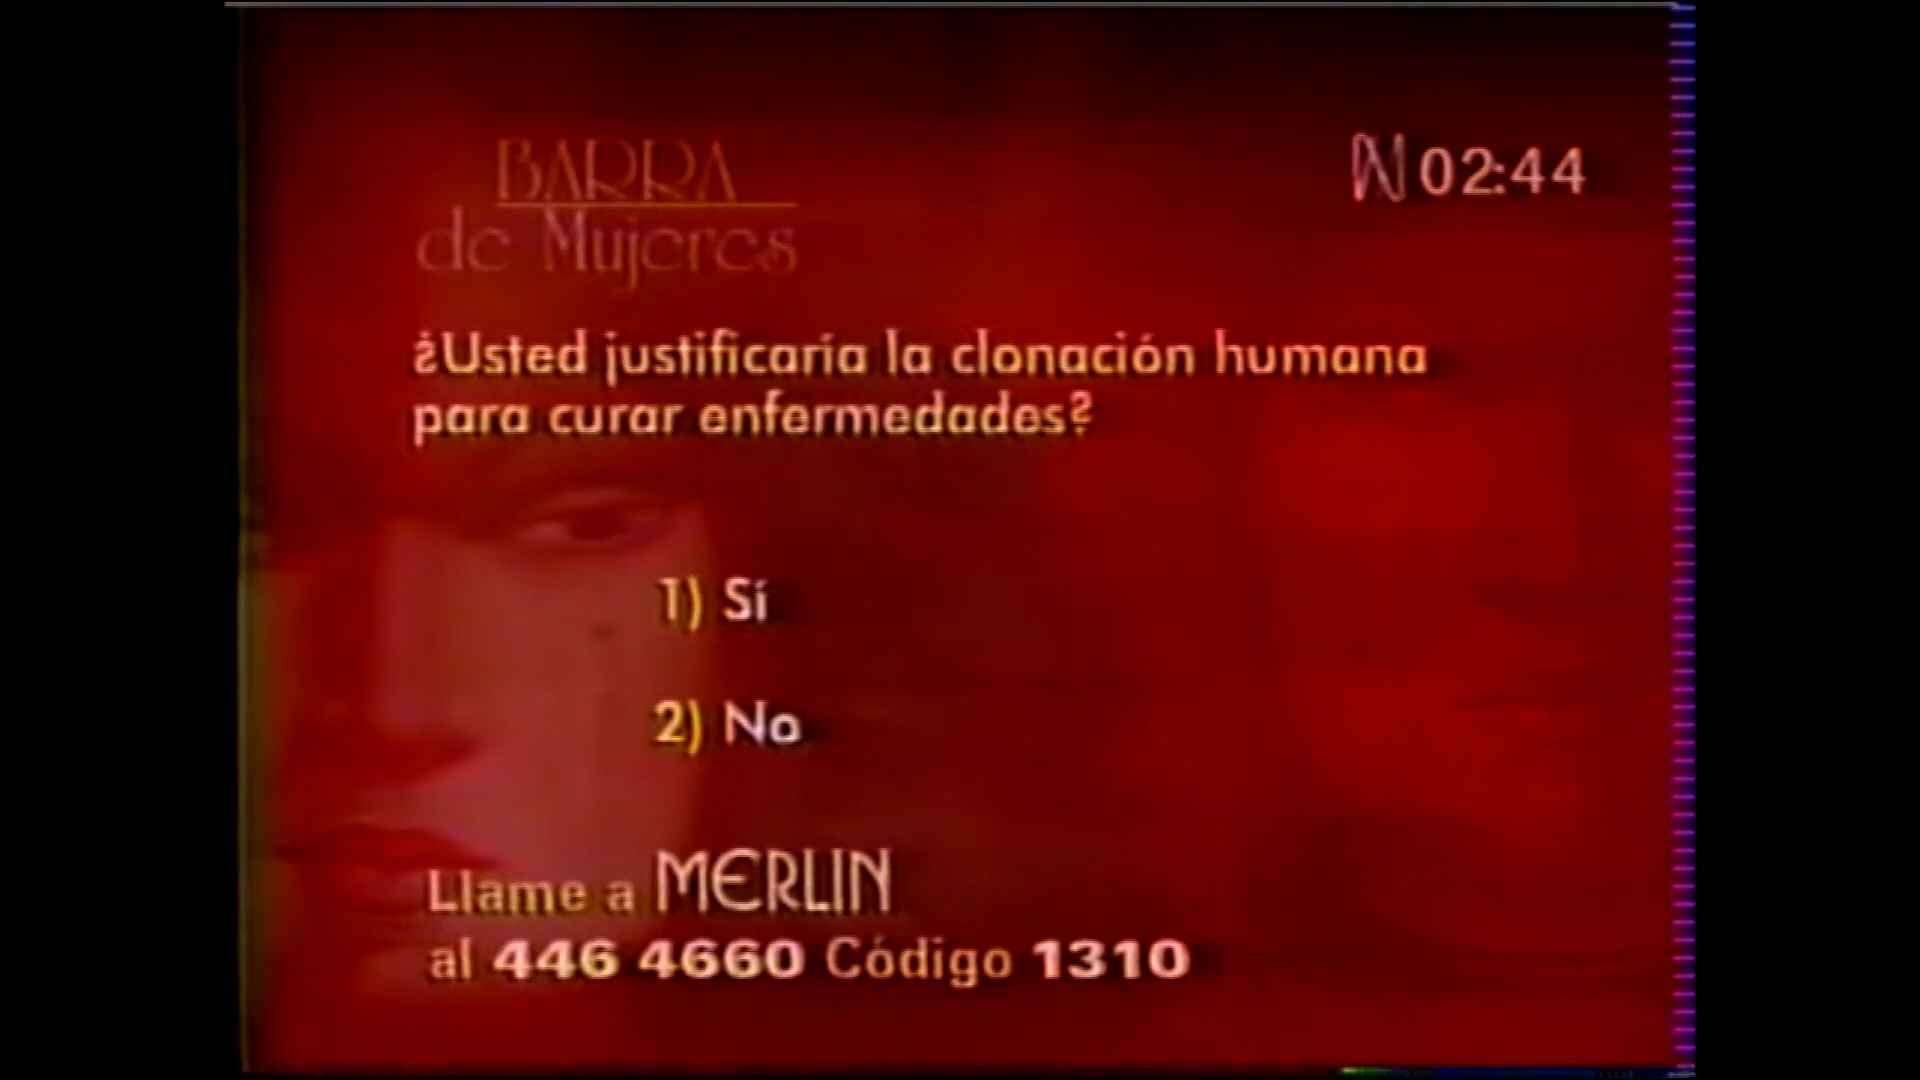 BARRA
de Mujeres
02:44
¿Usted justificaría la clonación humana
para curar enfermedades?
1) Sí
2) No
Llame a MERLIN
al 446 4660 Código 1310